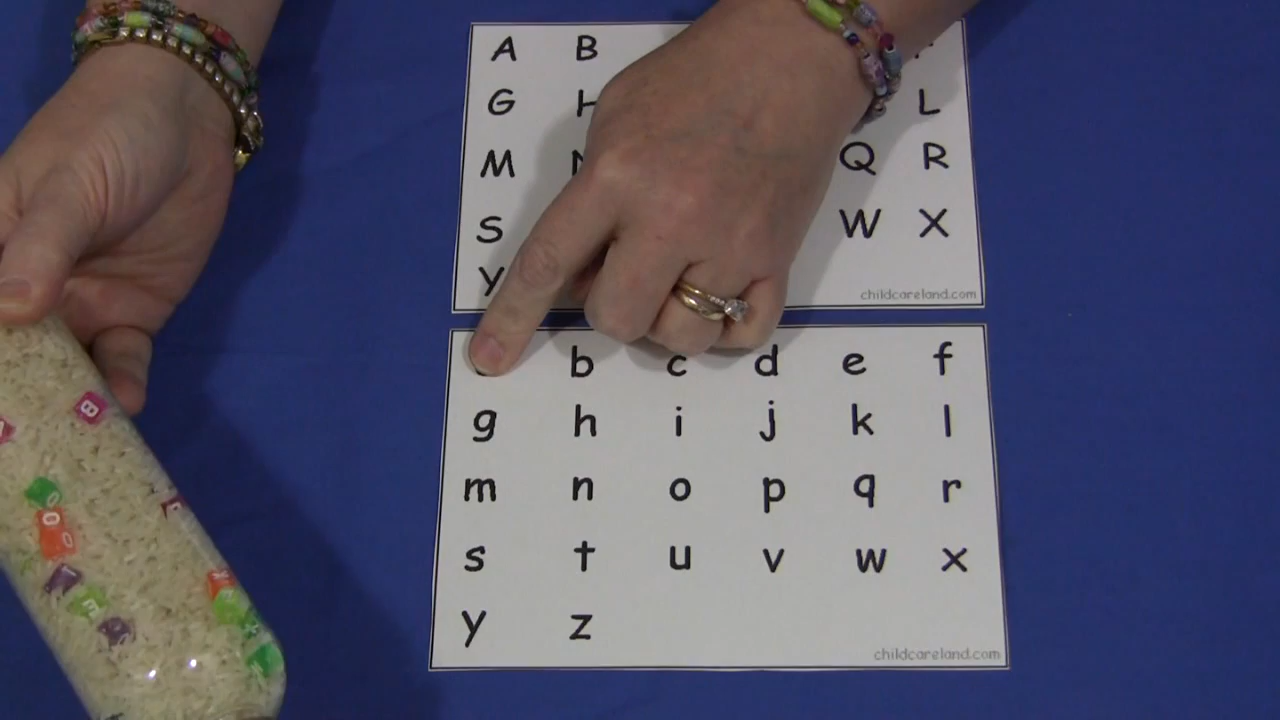 A B
G H L
M N Q R
S W X
Y
childcareland.com
b c d e f
g h i j k l
m n o p q r
s t u v w x
y z
childcareland.com
B